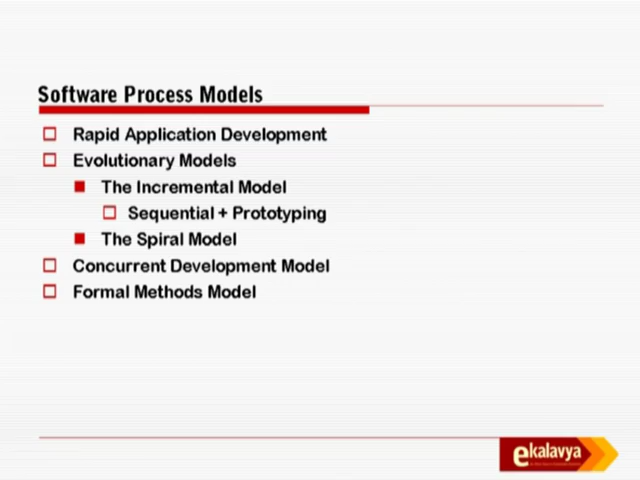 Software Process Models
Rapid Application Development
Evolutionary Models
The Incremental Model
Sequential + Prototyping
The Spiral Model
Concurrent Development Model
Formal Methods Model
ekalavya